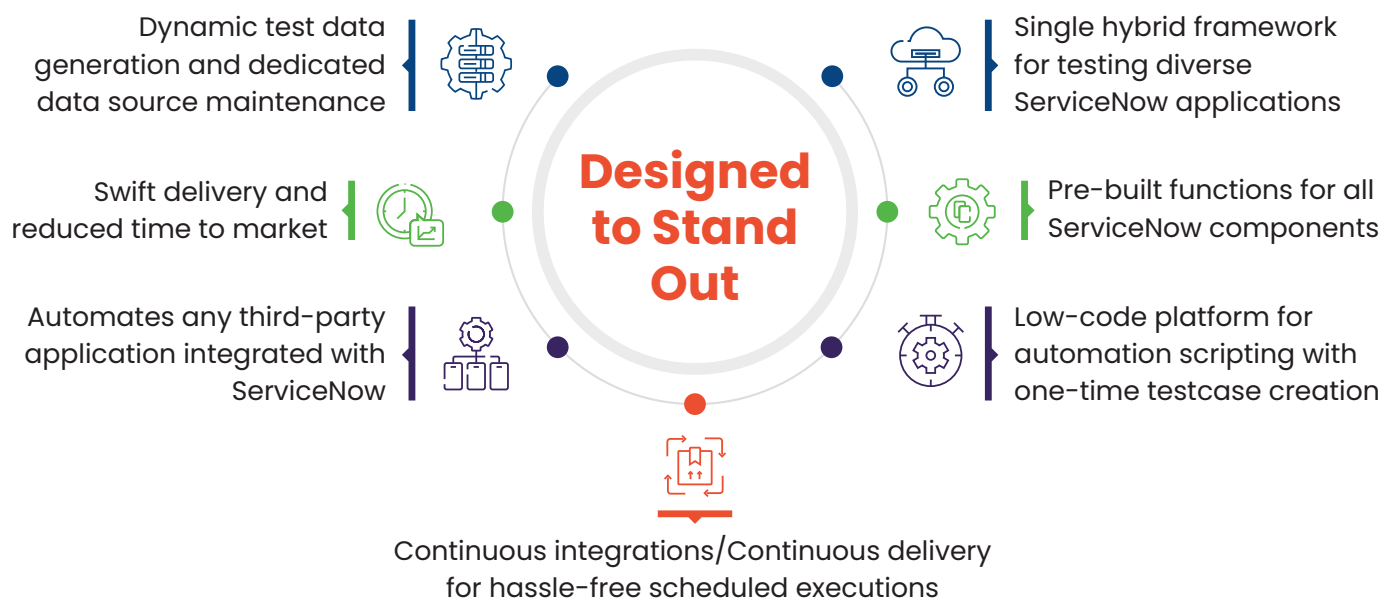 Dynamic test data
generation and dedicated
data source maintenance
Single hybrid framework
for testing diverse
ServiceNow applications
Designed
to Stand
Out
Swift delivery and
reduced time to market
Pre-built functions for all
ServiceNow components
Automates any third-party
application integrated with
ServiceNow
Low-code platform for
automation scripting with
one-time testcase creation
Continuous integrations/Continuous delivery
for hassle-free scheduled executions